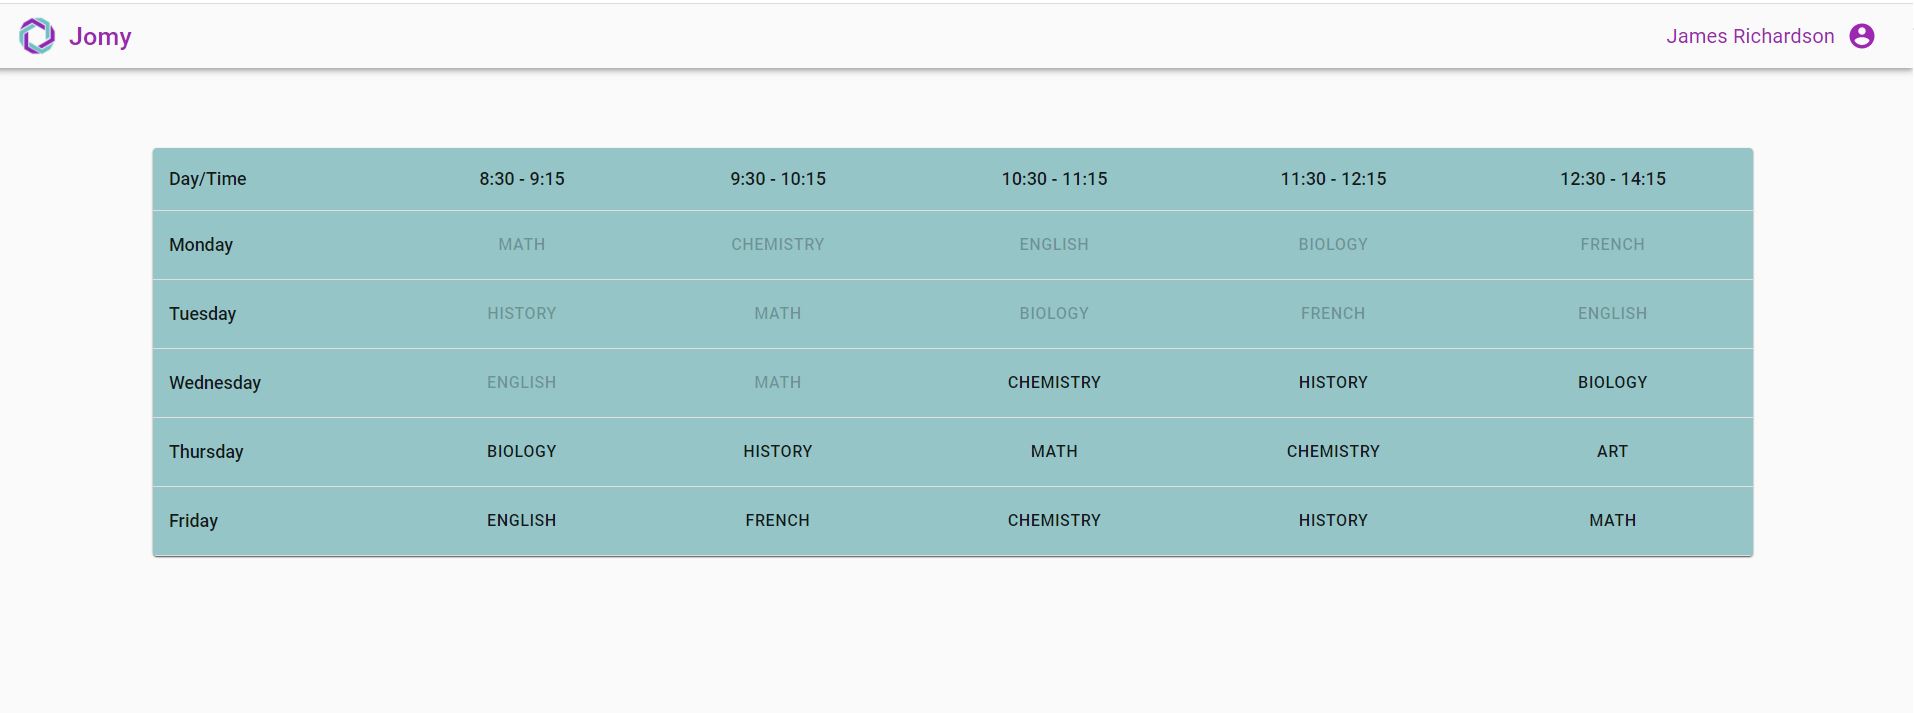 Jomy James Richardson
Day/Time 8:30 - 9:15 9:30 - 10:15 10:30 - 11:15 11:30 - 12:15 12:30 - 14:15
Monday MATH CHEMISTRY ENGLISH BIOLOGY FRENCH
Tuesday HISTORY MATH BIOLOGY FRENCH ENGLISH
Wednesday ENGLISH MATH CHEMISTRY HISTORY BIOLOGY
Thursday BIOLOGY HISTORY MATH CHEMISTRY ART
Friday ENGLISH FRENCH CHEMISTRY HISTORY MATH